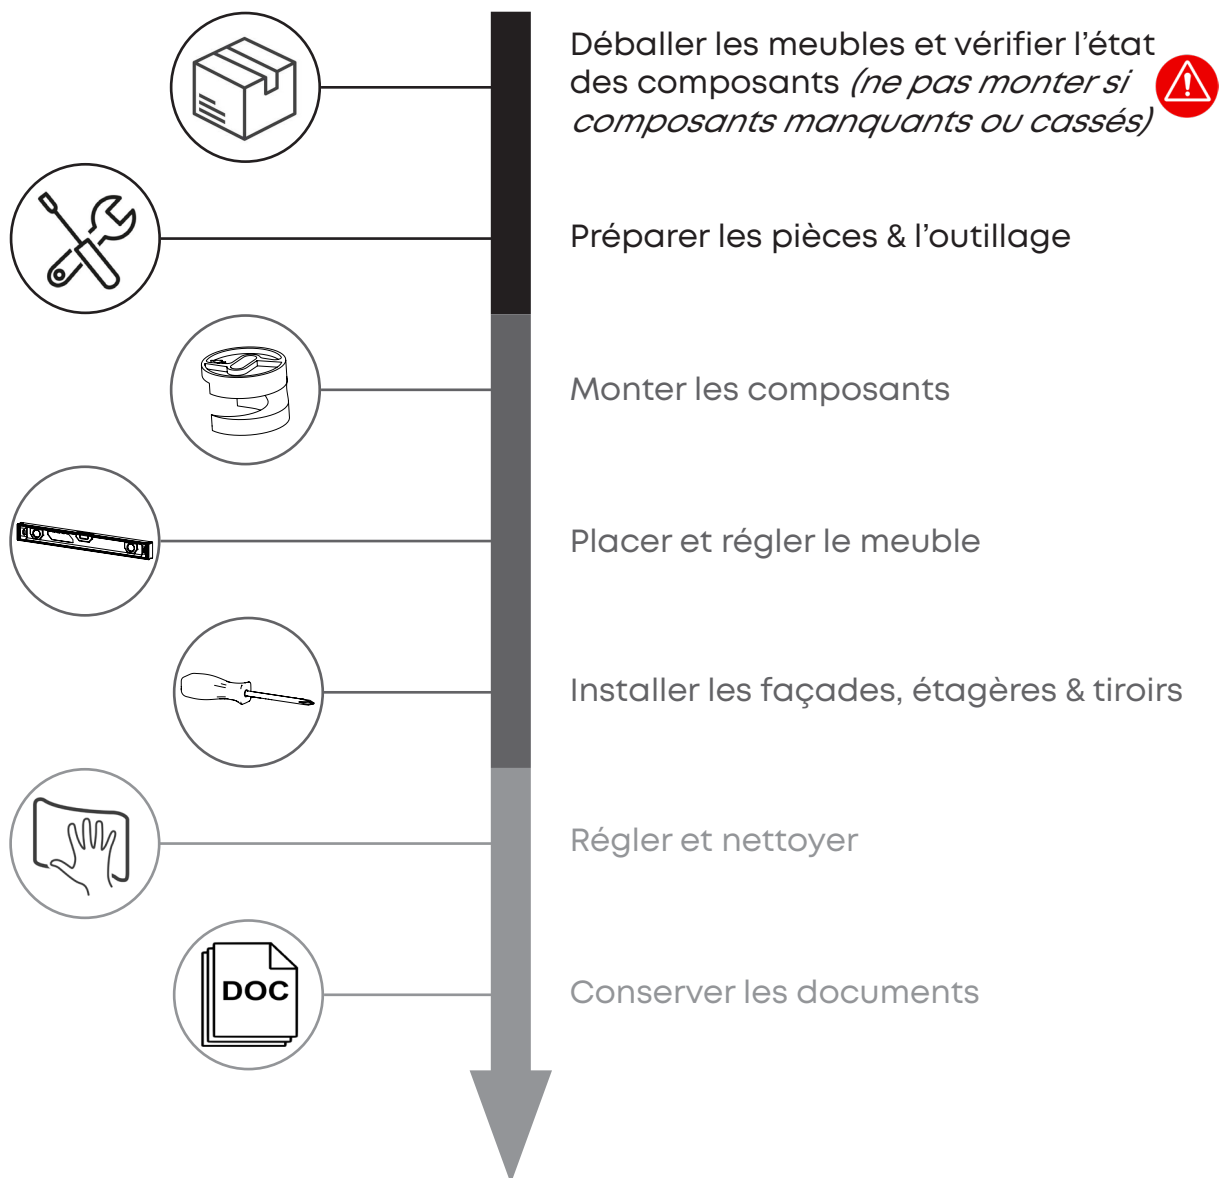 Déballer les meubles et vérifier l’état
des composants (ne pas monter si
composants manquants ou cassés)
Préparer les pièces & l’outillage
Monter les composants
Placer et régler le meuble
Installer les façades, étagères & tiroirs
Régler et nettoyer
DOC
Conserver les documents